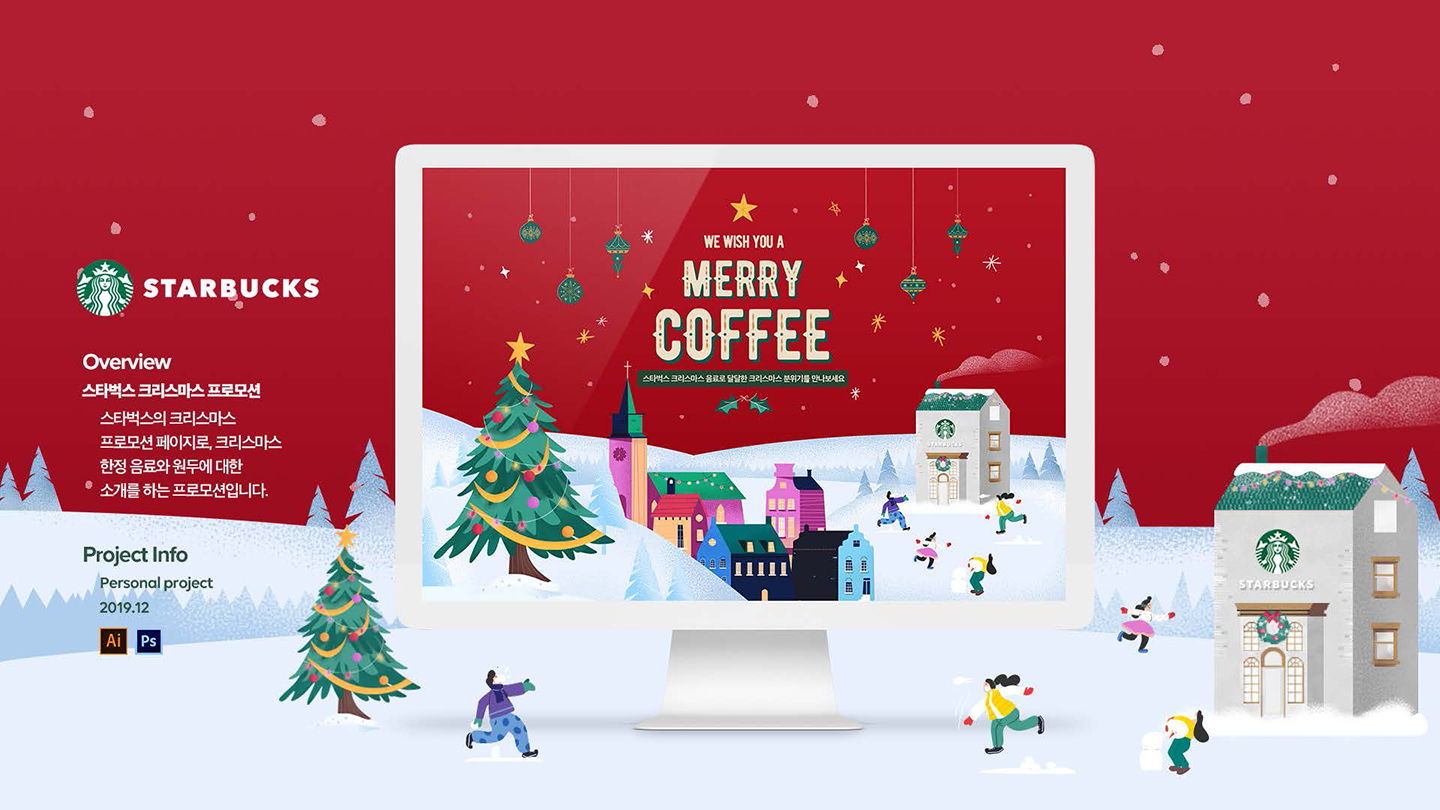 STARBUCKS
Overview
스타벅스 크리스마스 프로모션
스타벅스의 크리스마스
프로모션 페이지로, 크리스마스
한정 음료와 원두에 대한
소개를 하는 프로모션입니다.
Project Info
Personal project
2019.12
Ai Ps
WE WISH YOU A
MERRY
COFFEE
스타벅스 크리스마스 음료로 달달한 크리스마스 분위기를 만나보세요
STARBUCKS
STARBUCKS